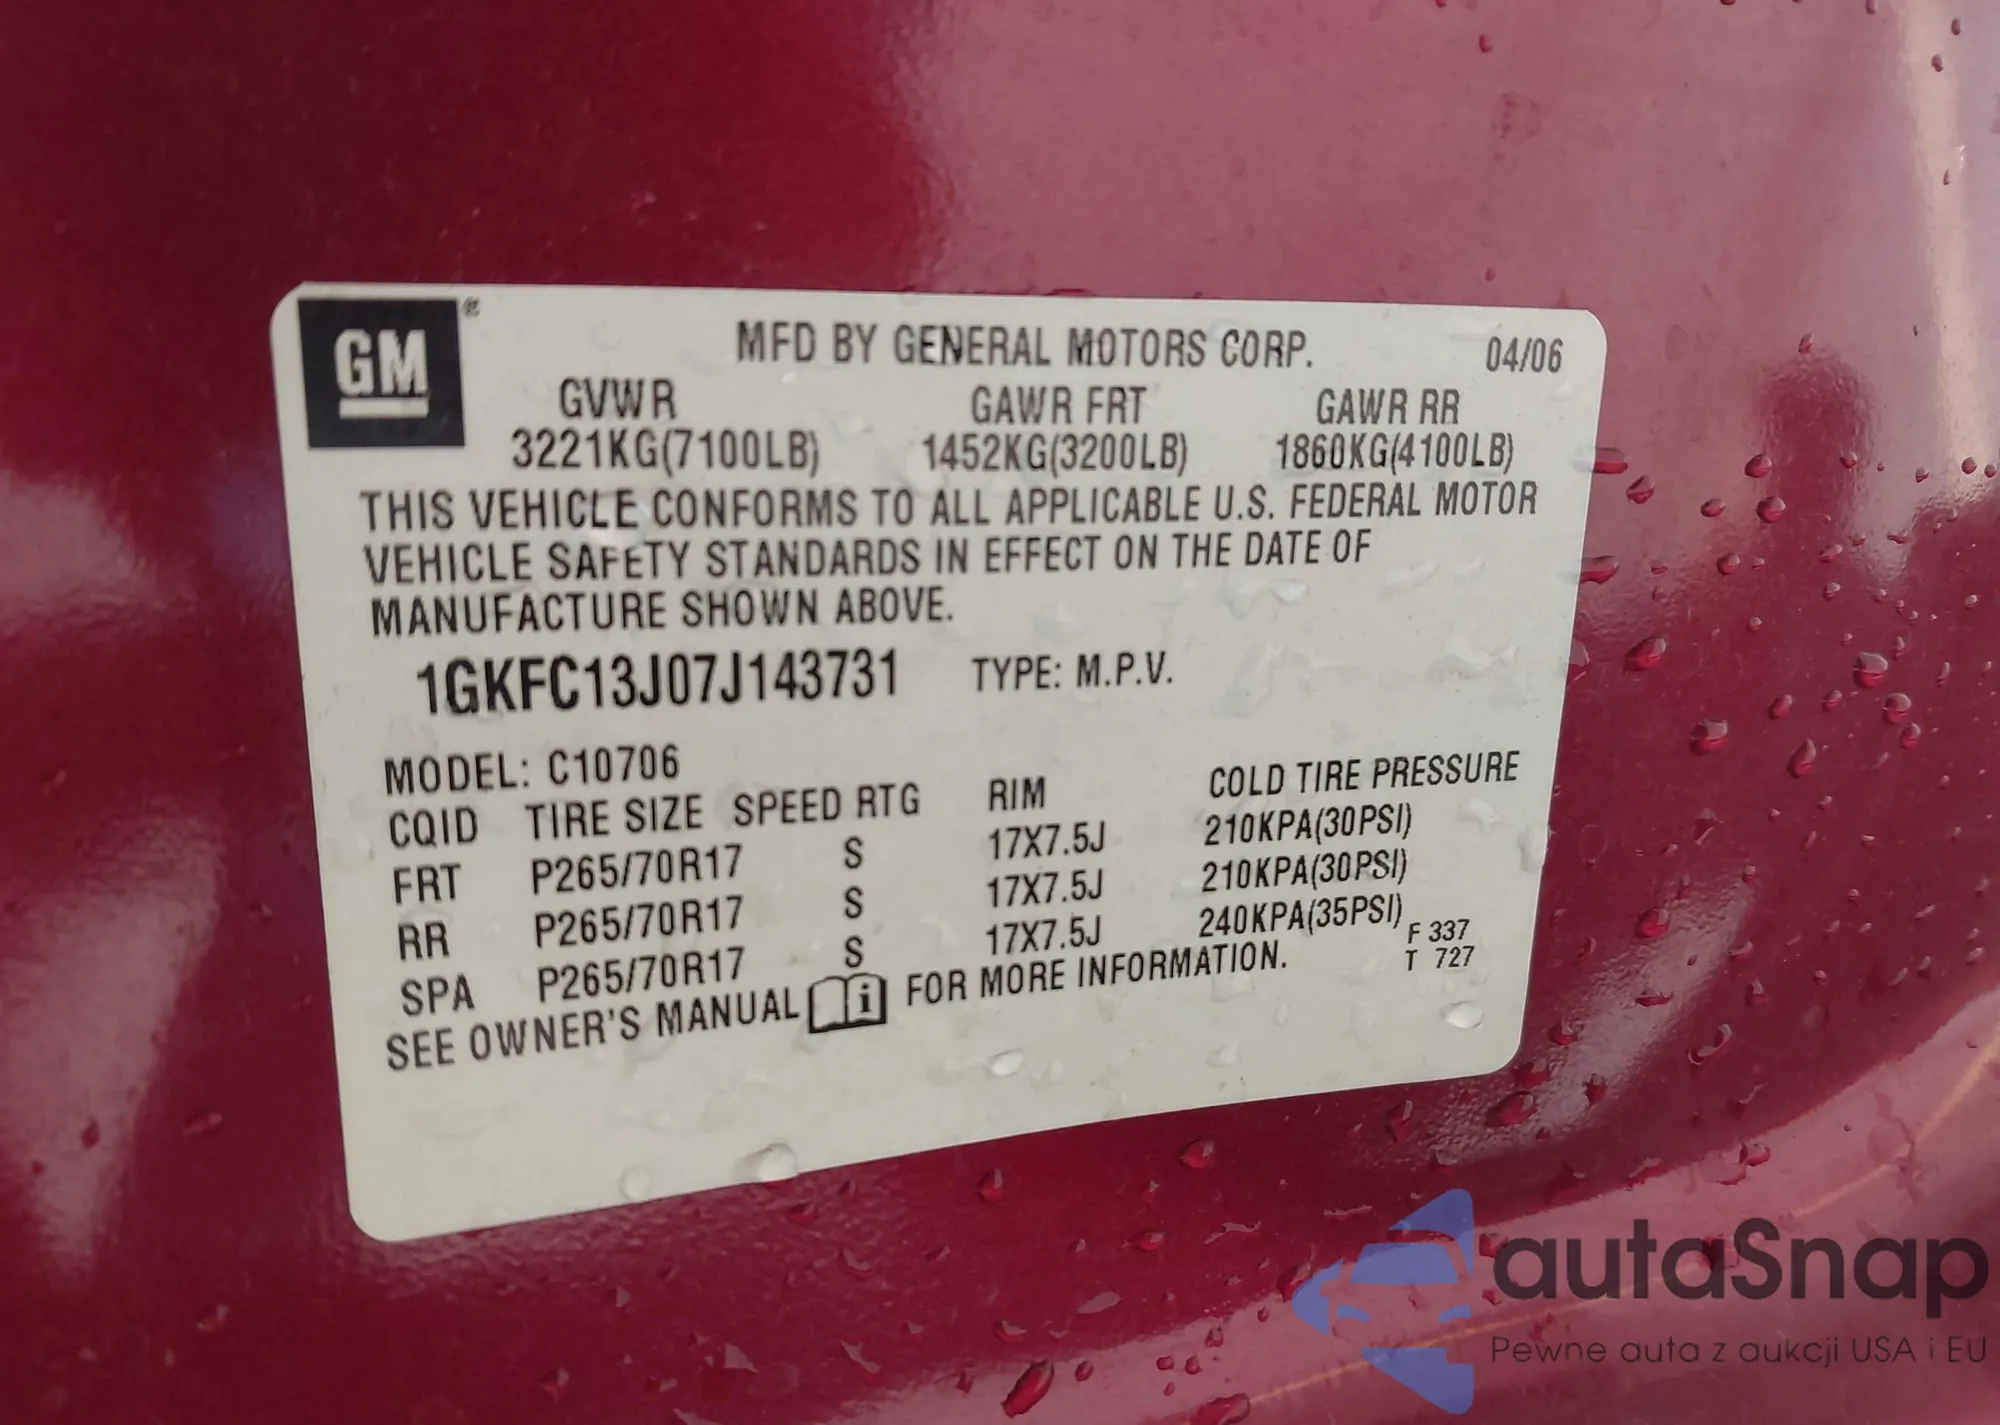 GM®
MFD BY GENERAL MOTORS CORP. 04/06
GVWR GAWR FRT GAWR RR
3221KG(7100LB) 1452KG(3200LB) 1860KG(4100LB)
THIS VEHICLE CONFORMS TO ALL APPLICABLE U.S. FEDERAL MOTOR
VEHICLE SAFETY STANDARDS IN EFFECT ON THE DATE OF
MANUFACTURE SHOWN ABOVE.
1GKFC13J07J143731 TYPE: M.P.V.
MODEL: C10706
CQID TIRE SIZE SPEED RTG RIM COLD TIRE PRESSURE
FRT P265/70R17 S 17X7.5J 210KPA(30PSI)
RR P265/70R17 S 17X7.5J 210KPA(30PSI)
SPA P265/70R17 S 17X7.5J 240KPA(35PSI)
SEE OWNER'S MANUAL i FOR MORE INFORMATION.
F 337
T 727
autaSnap
Pewne auta z aukcji USA i EU